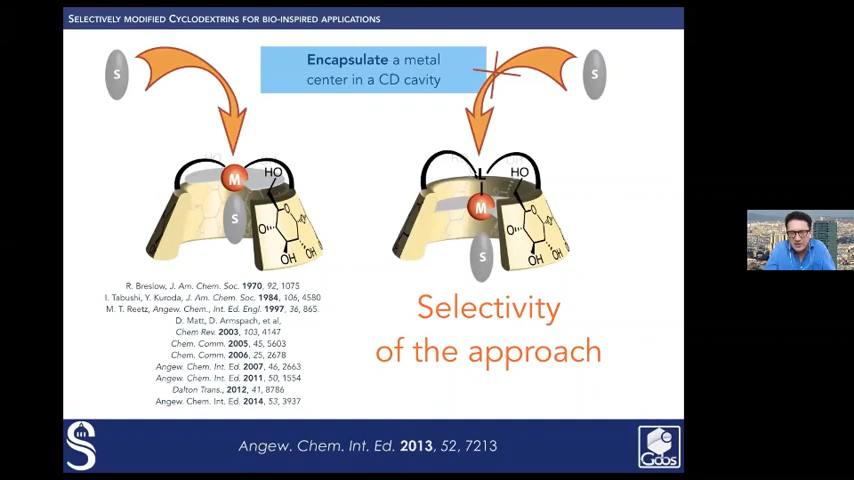 SELECTIVELY MODIFIED CYCLODEXTRINS FOR BIO-INSPIRED APPLICATIONS
S
Encapsulate a metal
center in a CD cavity
S
M
HO
S
O
O
O
OH
OH
L
HO
M
O
O
O
OH
OH
S
R. Breslow, J. Am. Chem. Soc. 1970, 92, 1075
I. Tabushi, Y. Kuroda, J. Am. Chem. Soc. 1984, 106, 4580
M. T. Reetz, Angew. Chem., Int. Ed. Engl. 1997, 36, 865.
D. Matt, D. Armspach, et al,
Chem Rev. 2003, 103, 4147
Chem. Comm. 2005, 45, 5603
Chem. Comm. 2006, 25, 2678
Angew. Chem. Int. Ed. 2007, 46, 2663
Angew. Chem. Int. Ed. 2011, 50, 1554
Dalton Trans., 2012, 41, 8786
Angew. Chem. Int. Ed. 2014, 53, 3937
Selectivity
of the approach
S
Angew. Chem. Int. Ed. 2013, 52, 7213